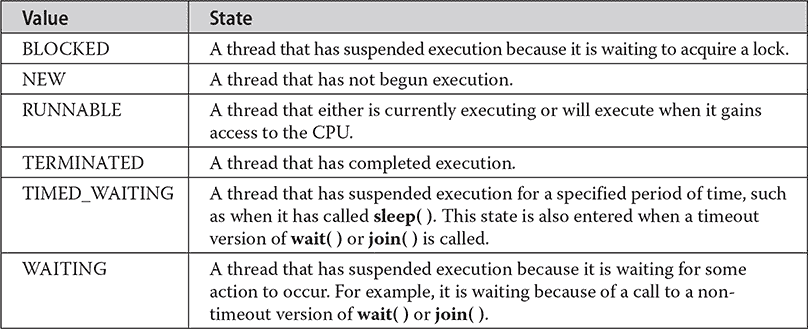 Value State
BLOCKED A thread that has suspended execution because it is waiting to acquire a lock.
NEW A thread that has not begun execution.
RUNNABLE A thread that either is currently executing or will execute when it gains
access to the CPU.
TERMINATED A thread that has completed execution.
TIMED_WAITING A thread that has suspended execution for a specified period of time, such
as when it has called sleep( ). This state is also entered when a timeout
version of wait( ) or join( ) is called.
WAITING A thread that has suspended execution because it is waiting for some
action to occur. For example, it is waiting because of a call to a non-
timeout version of wait( ) or join( ).